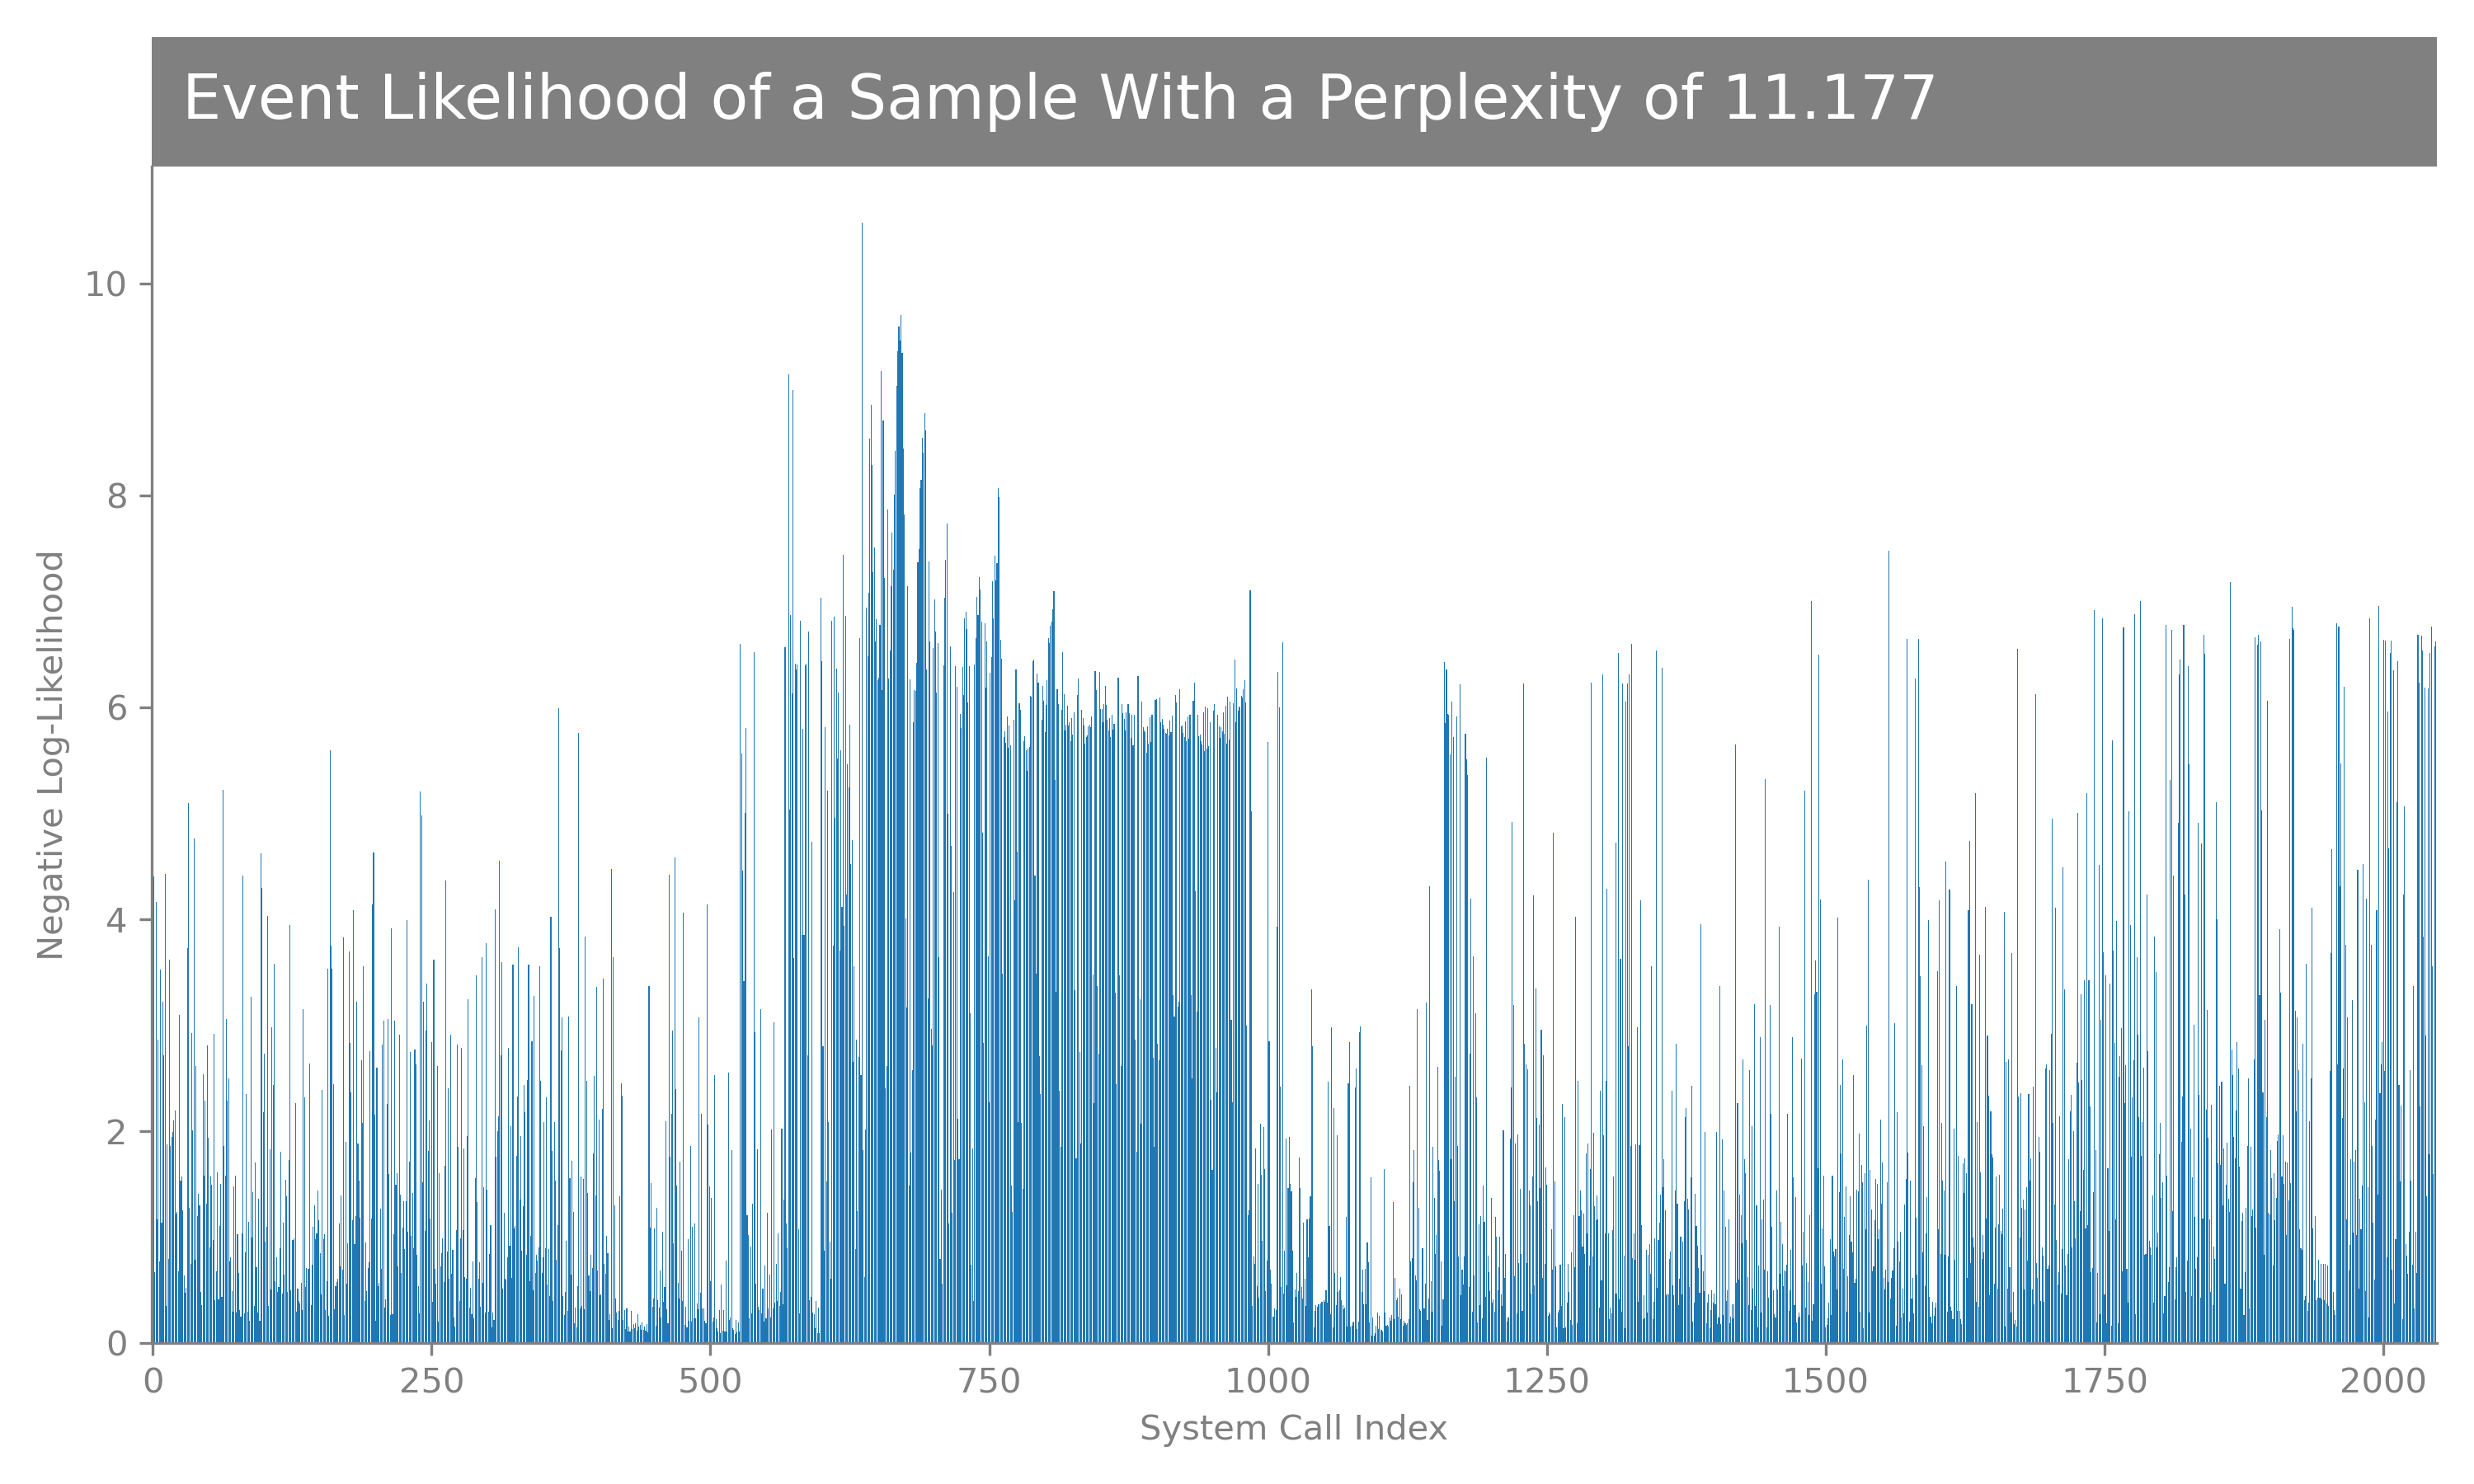 Event Likelihood of a Sample With a Perplexity of 11.177
10
8
6
4
2
0
Negative Log-Likelihood
0 250 500 750 1000 1250 1500 1750 2000
System Call Index